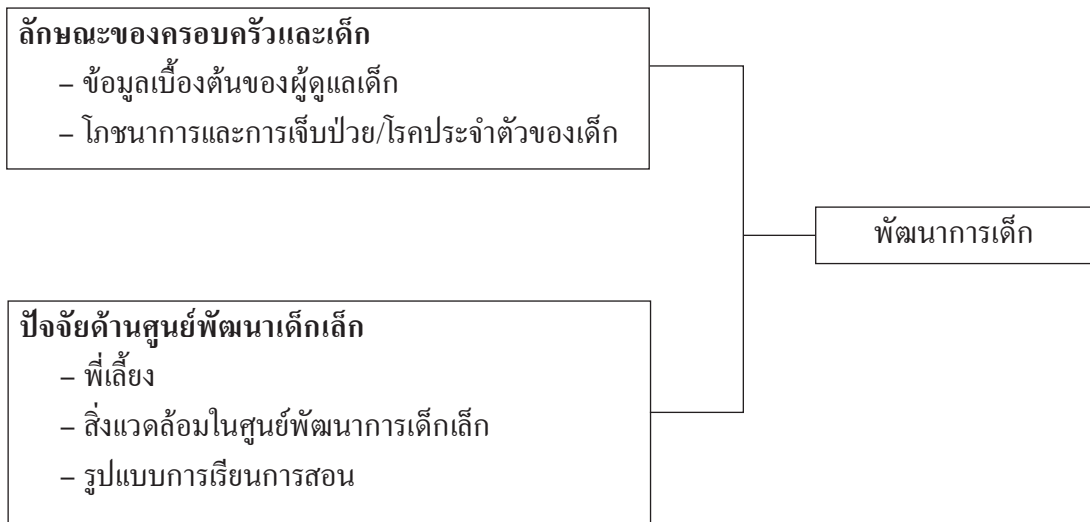 ลักษณะของครอบครัวและเด็ก
– ข้อมูลเบื้องต้นของผู้ดูแลเด็ก
– โภชนาการและการเจ็บป่วย/โรคประจำตัวของเด็ก
พัฒนาการเด็ก
ปัจจัยด้านศูนย์พัฒนาเด็กเล็ก
– พี่เลี้ยง
– สิ่งแวดล้อมในศูนย์พัฒนาการเด็กเล็ก
– รูปแบบการเรียนการสอน